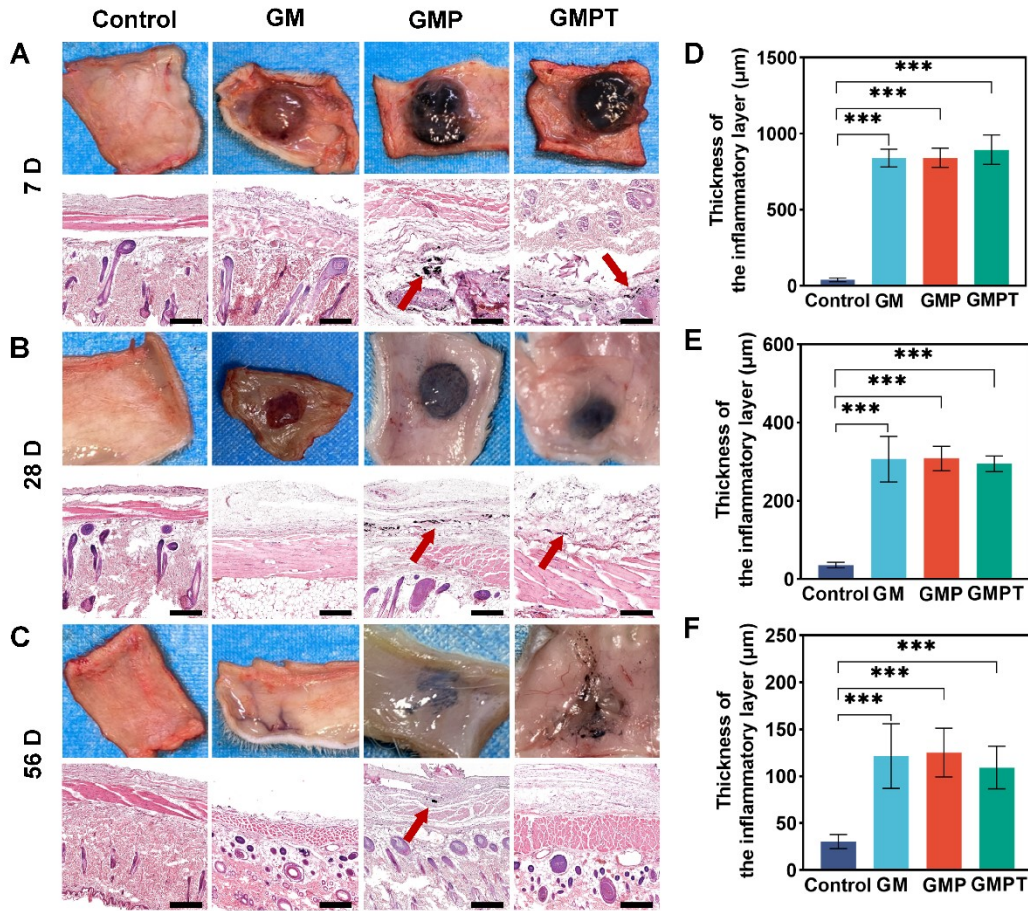 Control GM GMP GMPT
A
7 D
B
28 D
C
56 D
D
Thickness of
the inflammatory layer (μm)
1500
1000
500
0
***
***
***
Control GM GMP GMPT
E
Thickness of
the inflammatory layer (μm)
600
400
200
0
***
***
***
Control GM GMP GMPT
F
Thickness of
the inflammatory layer (μm)
250
200
150
100
50
0
***
***
***
Control GM GMP GMPT